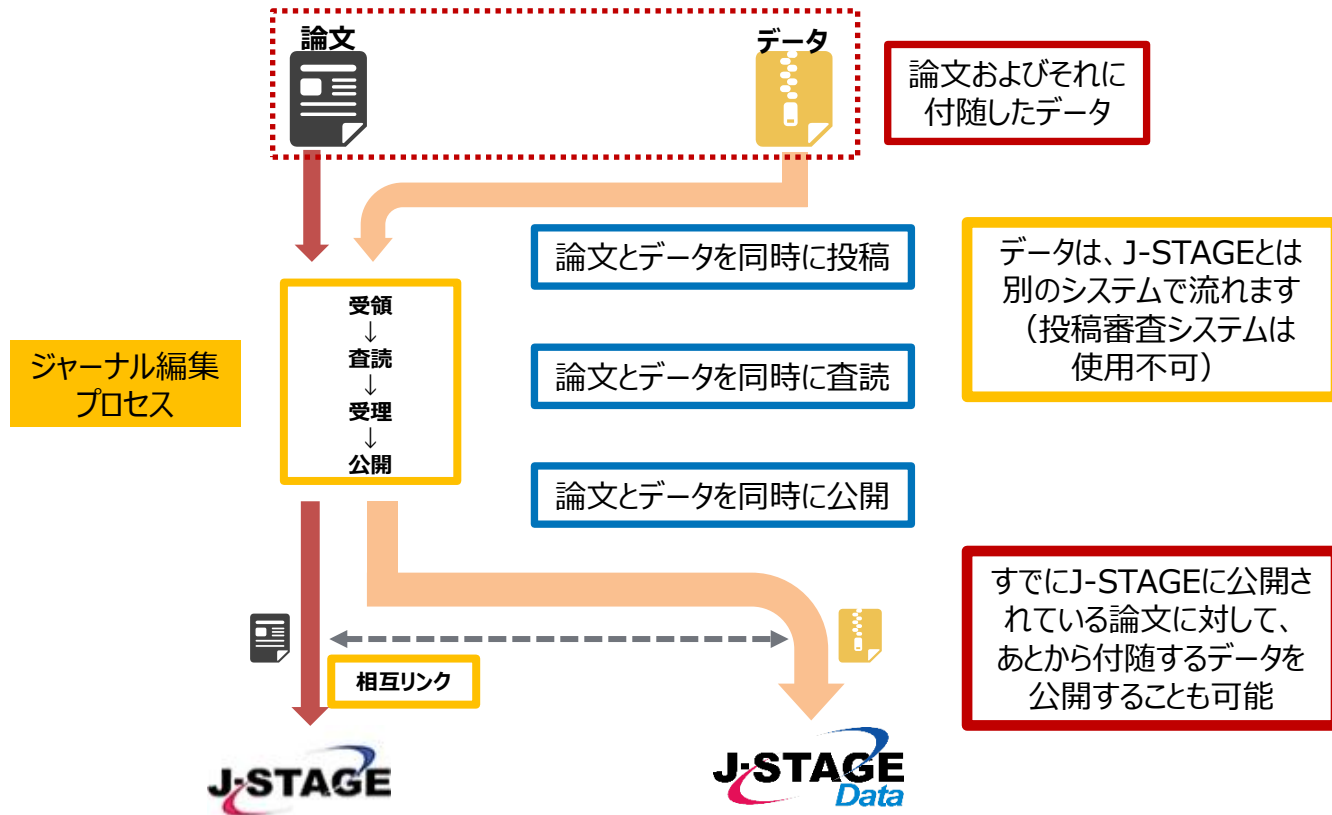 論文
データ
論文およびそれに
付随したデータ
論文とデータを同時に投稿
データは、J-STAGEとは
別のシステムで流れます
(投稿審査システムは
使用不可)
ジャーナル編集
プロセス
受領
↓
査読
↓
受理
↓
公開
論文とデータを同時に査読
論文とデータを同時に公開
すでにJ-STAGEに公開さ
れている論文に対して、
あとから付随するデータを
公開することも可能
相互リンク
J-STAGE
J-STAGE
Data